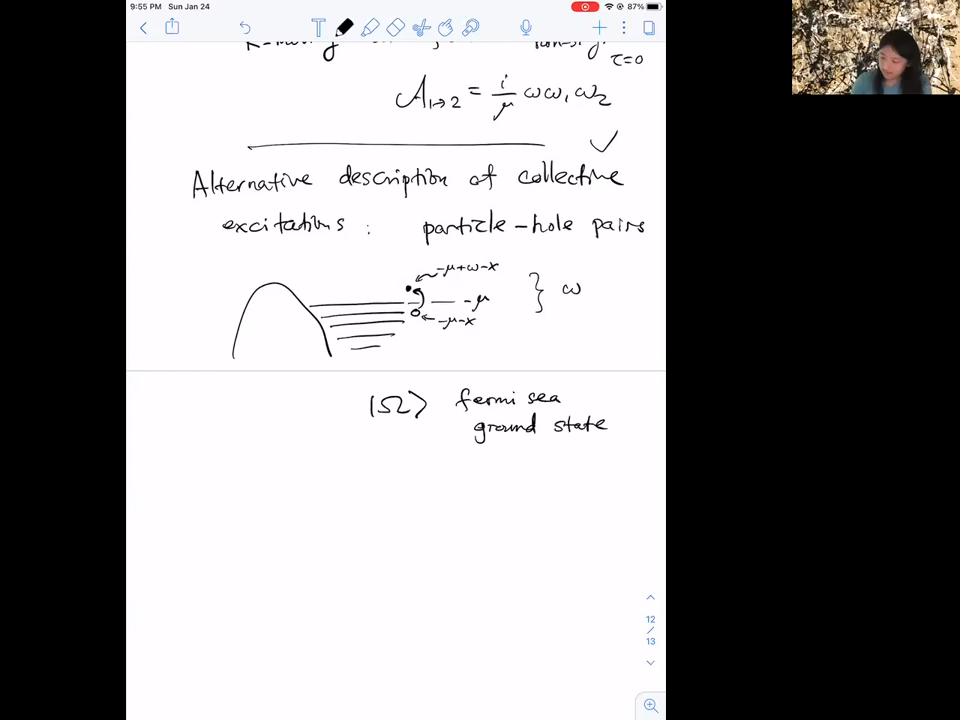 9:55 PM Sun Jan 24
87%
τ=0
𝒜₁→₂ = i/μ ωω₁ω₂
Alternative description of collective
excitations : particle-hole pairs
-μ+ω-x
-μ
} ω
-μ-x
|Ω⟩ fermi sea
ground state
12
/
13